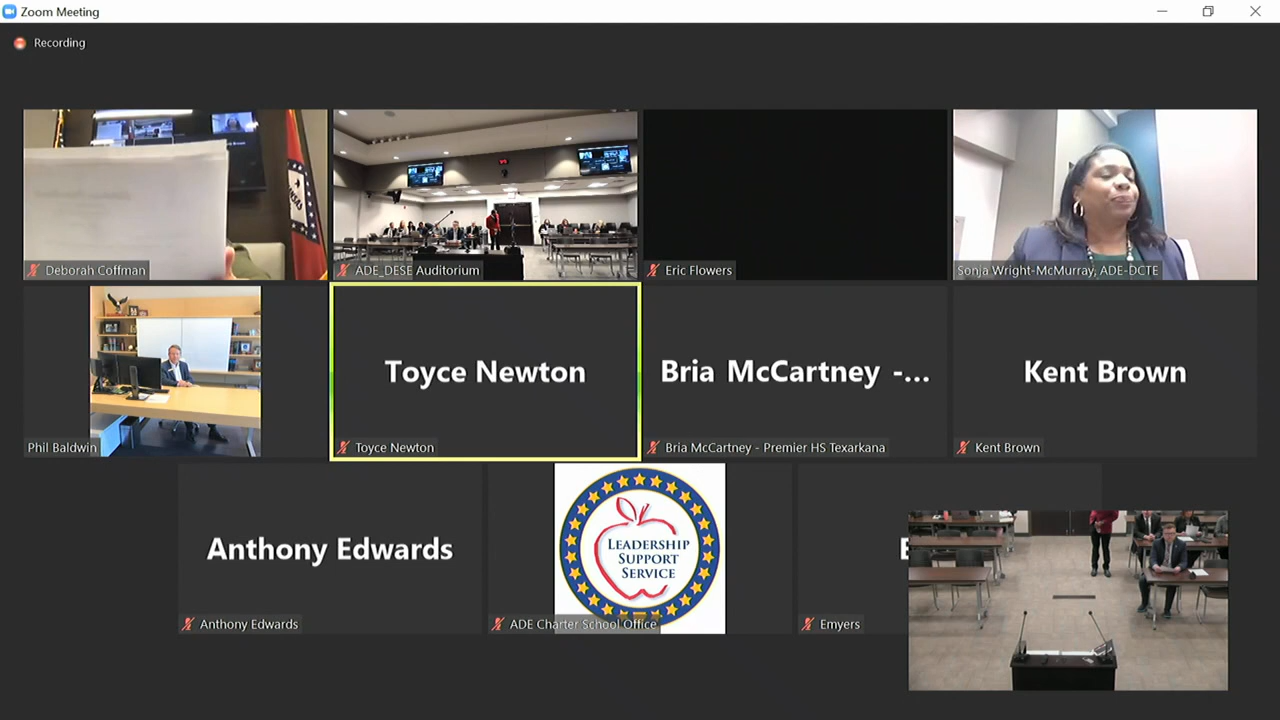 Zoom Meeting
Recording
Deborah Coffman
ADE_DESE Auditorium
Eric Flowers
Sonja Wright-McMurray, ADE-DCTE
Toyce Newton
Bria McCartney -...
Kent Brown
Phil Baldwin
Toyce Newton
Bria McCartney - Premier HS Texarkana
Kent Brown
Anthony Edwards
LEADERSHIP
SUPPORT
SERVICE
E
Anthony Edwards
ADE Charter School Office
Emyers